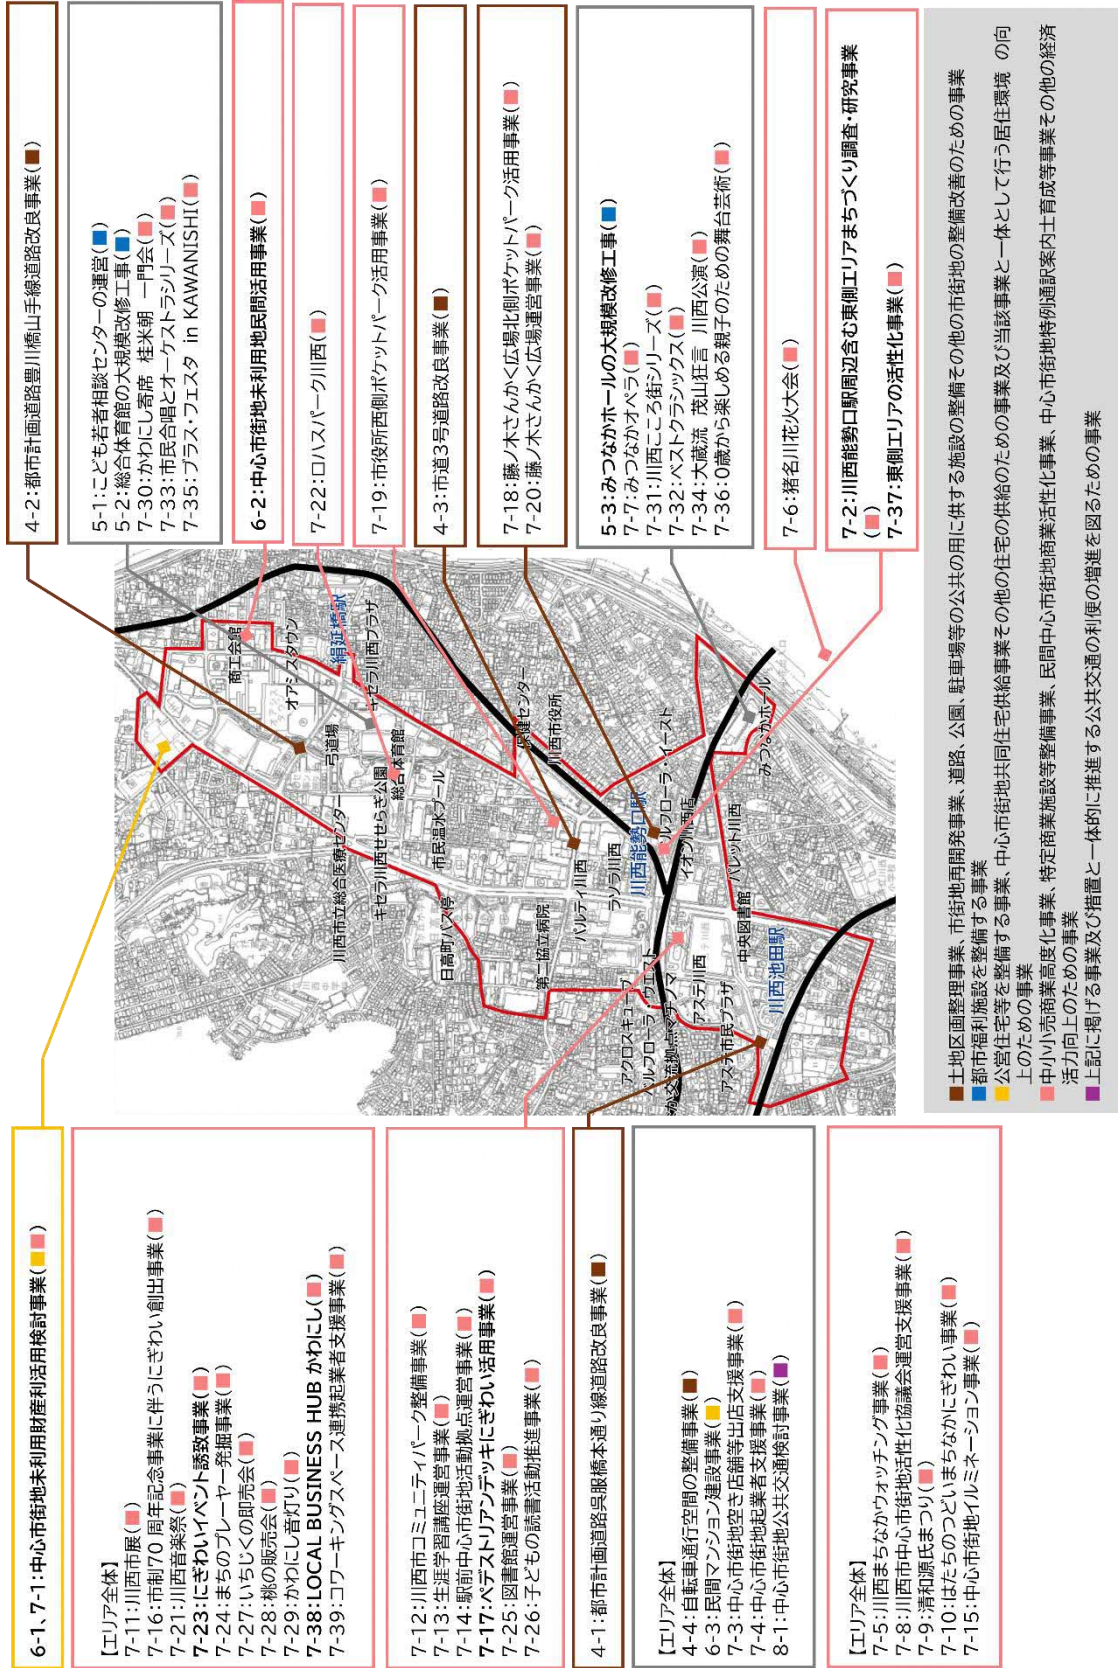 6-1、7-1：中心市街地未利用財産利活用検討事業(■■)
【エリア全体】
7-11：川西市展(■)
7-16：市制70周年記念事業に伴うにぎわい創出事業(■)
7-21：川西音楽祭(■)
7-23：にぎわいイベント誘致事業(■)
7-24：まちのプレーヤー発掘事業(■)
7-27：いちじくの即売会(■)
7-28：桃の販売会(■)
7-29：かわにし音灯り(■)
7-38：LOCAL BUSINESS HUB かわにし(■)
7-39：コワーキングスペース連携起業者支援事業(■)
7-12：川西市コミュニティパーク整備事業(■)
7-13：生涯学習講座運営事業(■)
7-14：駅前中心市街地活動拠点運営事業(■)
7-17：ペデストリアンデッキにぎわい活用事業(■)
7-25：図書館運営事業(■)
7-26：子どもの読書活動推進事業(■)
4-1：都市計画道路呉服橋本通り線道路改良事業(■)
【エリア全体】
4-4：自転車通行空間の整備事業(■)
6-3：民間マンション建設事業(■)
7-3：中心市街地空き店舗等出店支援事業(■)
7-4：中心市街地起業者支援事業(■)
8-1：中心市街地公共交通検討事業(■)
【エリア全体】
7-5：川西まちなかウォッチング事業(■)
7-8：川西市中心市街地活性化協議会運営支援事業(■)
7-9：清和源氏まつり(■)
7-10：はたちのつどいまちなかにぎわい事業(■)
7-15：中心市街地イルミネーション事業(■)
商工会館
オアシスタウン
絹延橋駅
キセラ川西プラザ
弓道場
総合体育館
川西市立総合医療センター
キセラ川西せせらぎ公園
市民温水プール
日高町バス停
保健センター
川西市役所
第二協立病院
パルティ川西
ラソラ川西
川西能勢口駅
ベルフローラ・イースト
イオン川西店
アクロスキューブ
ベルフローラ・ウエスト
交流拠点マチノマ
アステ川西
アステ市民プラザ
中央図書館
パレット川西
みつなかホール
川西池田駅
4-2：都市計画道路豊川橋山手線道路改良事業(■)
5-1：こども若者相談センターの運営(■)
5-2：総合体育館の大規模改修工事(■)
7-30：かわにし寄席　桂米朝　一門会(■)
7-33：市民合唱とオーケストラシリーズ(■)
7-35：ブラス・フェスタ in KAWANISHI(■)
6-2：中心市街地未利用地民間活用事業(■)
7-22：ロハスパーク川西(■)
7-19：市役所西側ポケットパーク活用事業(■)
4-3：市道3号道路改良事業(■)
7-18：藤ノ木さんかく広場北側ポケットパーク活用事業(■)
7-20：藤ノ木さんかく広場運営事業(■)
5-3：みつなかホールの大規模改修工事(■)
7-7：みつなかオペラ(■)
7-31：川西こころ街シリーズ(■)
7-32：ベストクラシックス(■)
7-34：大蔵流　茂山狂言　川西公演(■)
7-36：0歳から楽しめる親子のための舞台芸術(■)
7-6：猪名川花火大会(■)
7-2：川西能勢口駅周辺含む東側エリアまちづくり調査・研究事業
(■)
7-37：東側エリアの活性化事業(■)
■土地区画整理事業、市街地再開発事業、道路、公園、駐車場等の公共の用に供する施設の整備その他の市街地の整備改善のための事業
■都市福利施設を整備する事業
■公営住宅等を整備する事業、中心市街地共同住宅供給事業その他の住宅の供給のための事業及び当該事業と一体として行う居住環境 の向
上のための事業
■中小小売商業高度化事業、特定商業施設等整備事業、民間中心市街地商業活性化事業、中心市街地特例通訳案内士育成等事業その他の経済
活力向上のための事業
■上記に掲げる事業及び措置と一体的に推進する公共交通の利便の増進を図るための事業